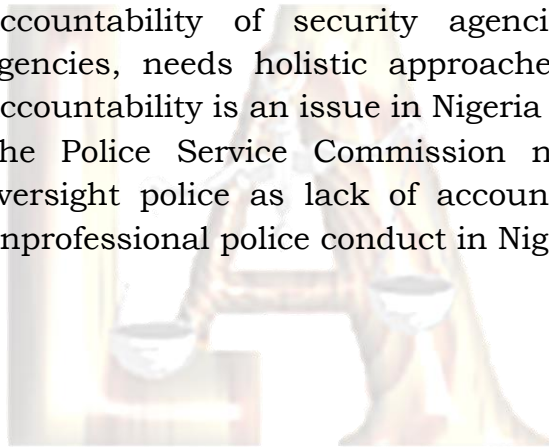 ccountability of security agenci
gencies, needs holistic approache
ccountability is an issue in Nigeria
he Police Service Commission n
versight police as lack of accoun
nprofessional police conduct in Nig